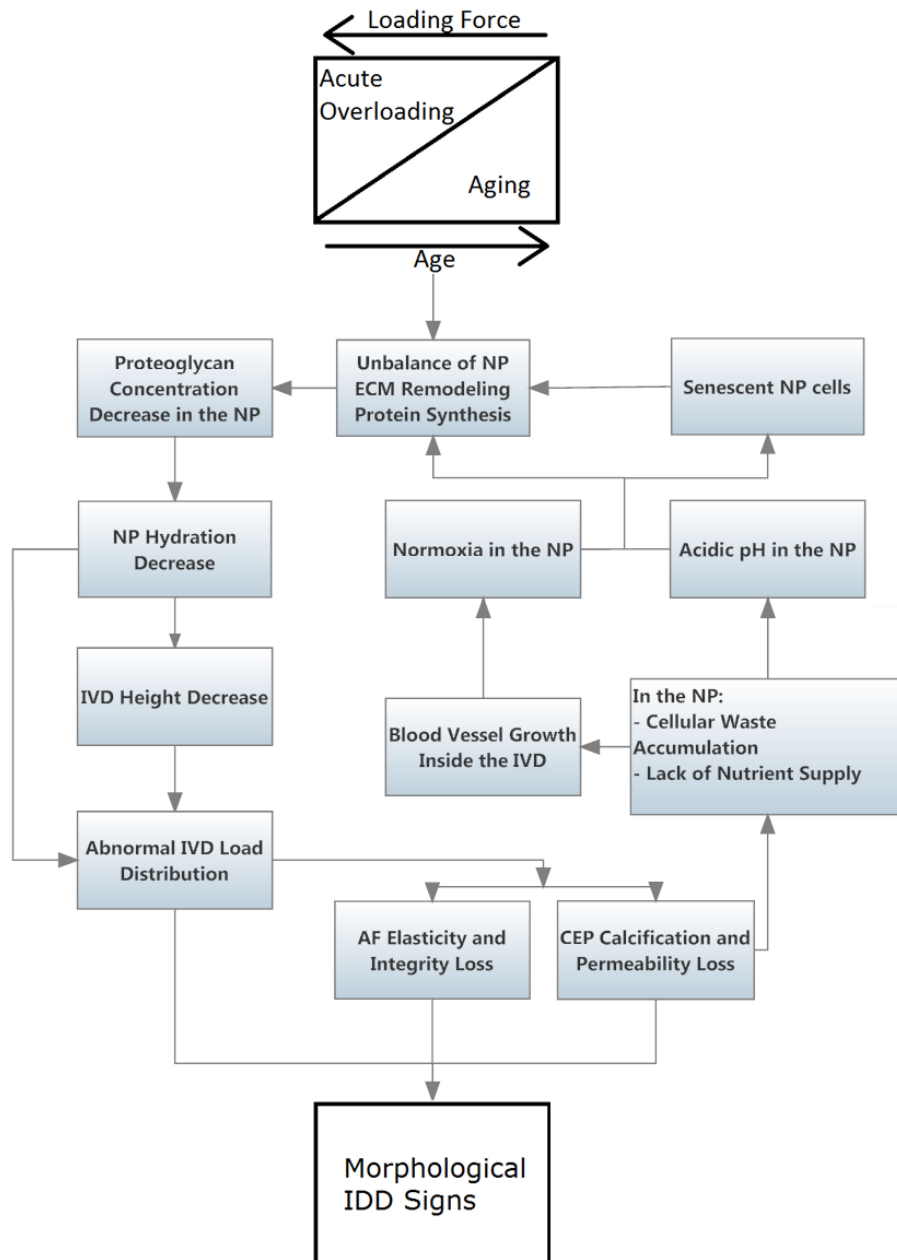 Loading Force
Acute
Overloading
Aging
Age
Proteoglycan
Concentration
Decrease in the NP
Unbalance of NP
ECM Remodeling
Protein Synthesis
Senescent NP cells
NP Hydration
Decrease
Normoxia in the NP
Acidic pH in the NP
IVD Height Decrease
Blood Vessel Growth
Inside the IVD
In the NP:
- Cellular Waste
Accumulation
- Lack of Nutrient Supply
Abnormal IVD Load
Distribution
AF Elasticity and
Integrity Loss
CEP Calcification and
Permeability Loss
Morphological
IDD Signs